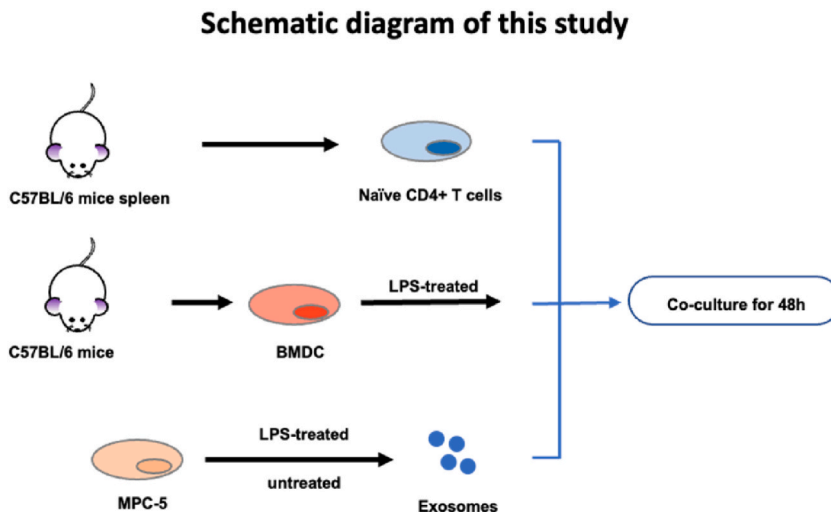 Schematic diagram of this study
C57BL/6 mice spleen
Naïve CD4+ T cells
C57BL/6 mice
BMDC
LPS-treated
Co-culture for 48h
MPC-5
LPS-treated
untreated
Exosomes